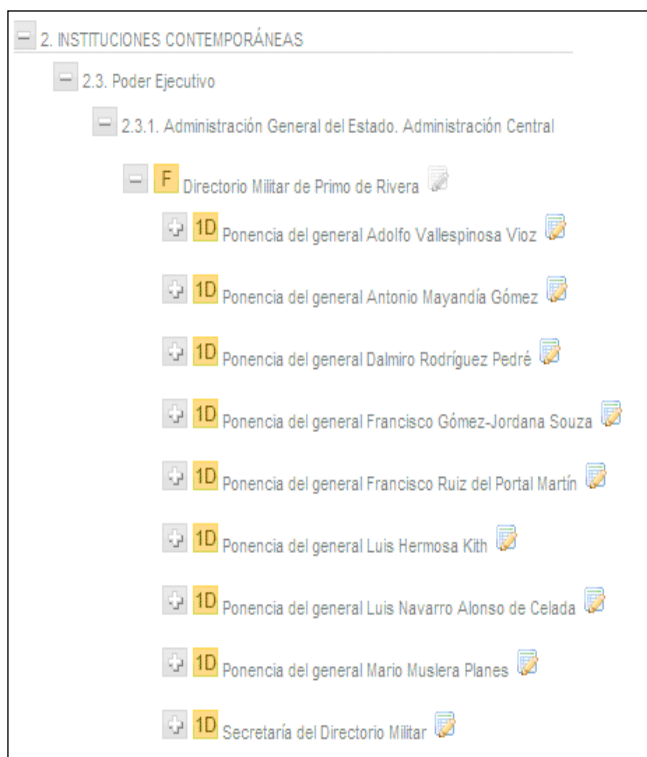 2. INSTITUCIONES CONTEMPORÁNEAS
2.3. Poder Ejecutivo
2.3.1. Administración General del Estado. Administración Central
F Directorio Militar de Primo de Rivera
1D Ponencia del general Adolfo Vallespinosa Vioz
1D Ponencia del general Antonio Mayandía Gómez
1D Ponencia del general Dalmiro Rodríguez Pedré
1D Ponencia del general Francisco Gómez-Jordana Souza
1D Ponencia del general Francisco Ruiz del Portal Martín
1D Ponencia del general Luis Hermosa Kith
1D Ponencia del general Luis Navarro Alonso de Celada
1D Ponencia del general Mario Muslera Planes
1D Secretaría del Directorio Militar